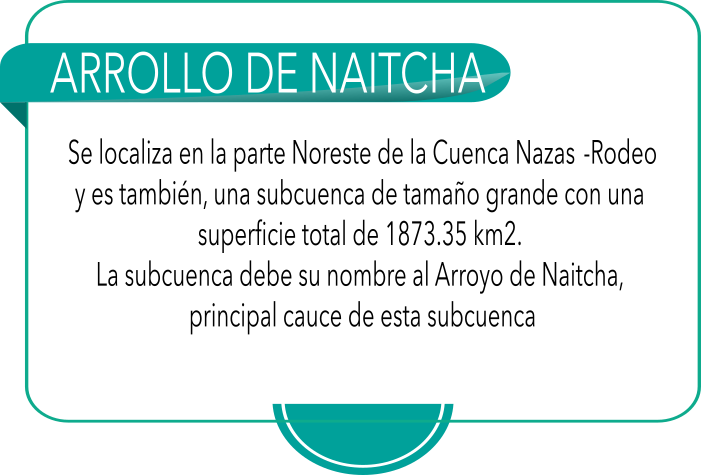 ARROLLO DE NAITCHA
Se localiza en la parte Noreste de la Cuenca Nazas -Rodeo
y es también, una subcuenca de tamaño grande con una
superficie total de 1873.35 km2.
La subcuenca debe su nombre al Arroyo de Naitcha,
principal cauce de esta subcuenca